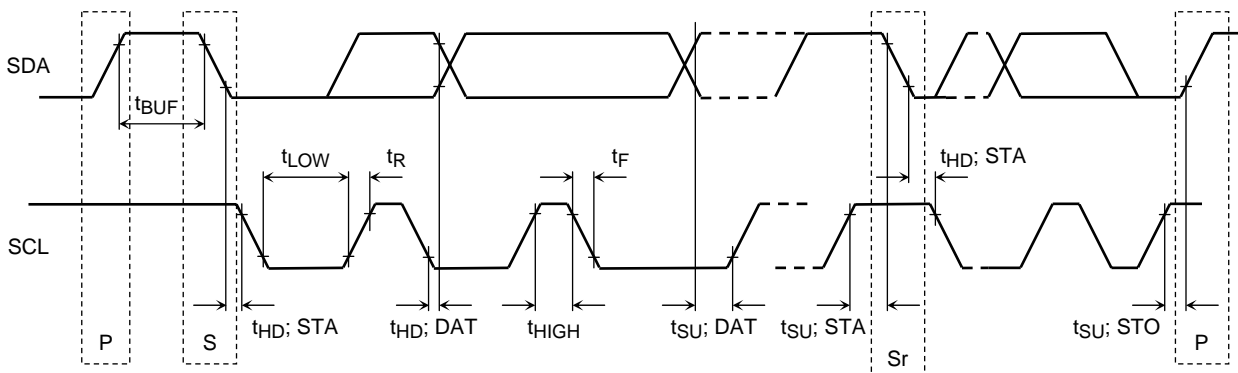 SDA
tBUF
tLOW
tR
tF
tHD; STA
SCL
tHD; STA
tHD; DAT
tHIGH
tSU; DAT
tSU; STA
tSU; STO
P
S
Sr
P